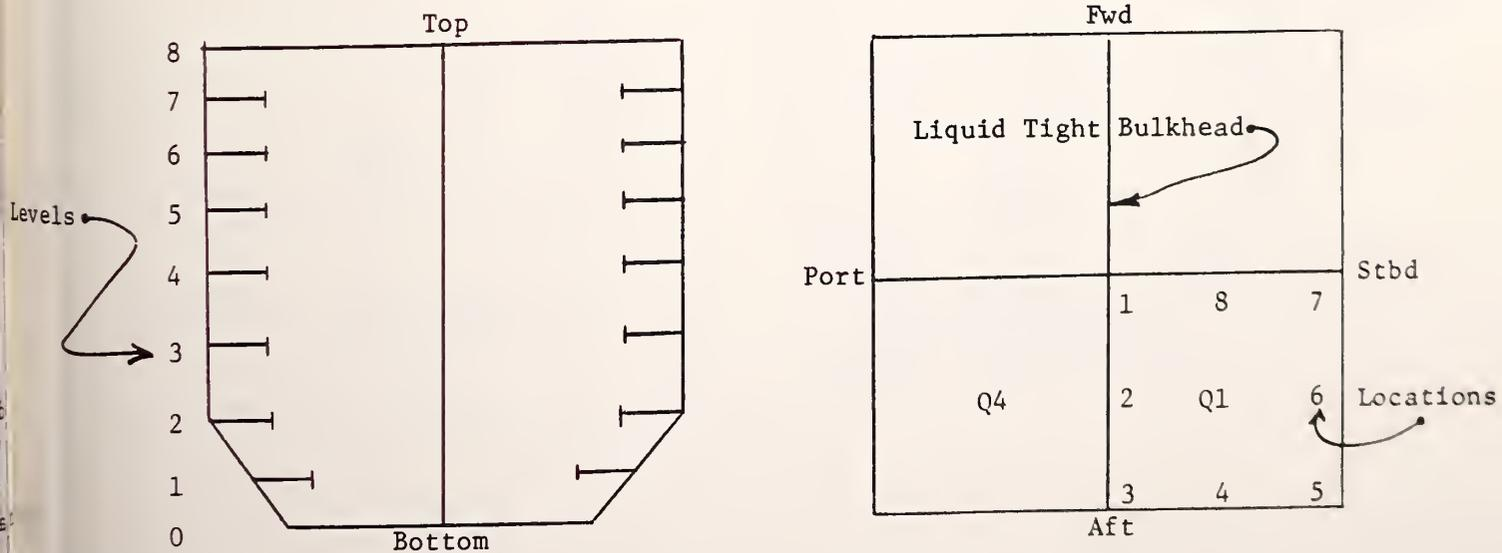 Top
8
7
6
5
4
3
2
1
0
Levels
Bottom
Fwd
Liquid Tight Bulkhead
Port
Stbd
1 8 7
Q4 2 Q1 6 Locations
3 4 5
Aft